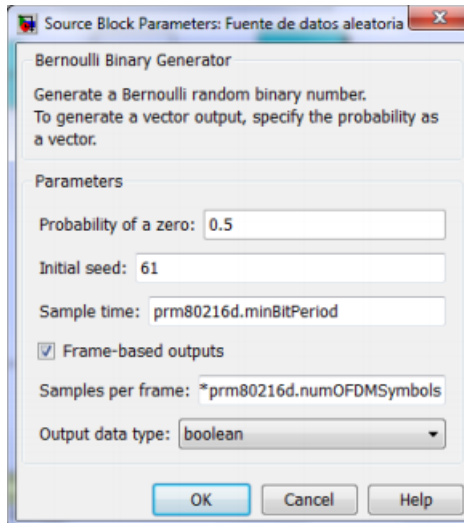 Source Block Parameters: Fuente de datos aleatoria
Bernoulli Binary Generator
Generate a Bernoulli random binary number.
To generate a vector output, specify the probability as
a vector.
Parameters
Probability of a zero: 0.5
Initial seed: 61
Sample time: prm80216d.minBitPeriod
Frame-based outputs
Samples per frame: *prm80216d.numOFDMSymbols
Output data type: boolean
OK Cancel Help